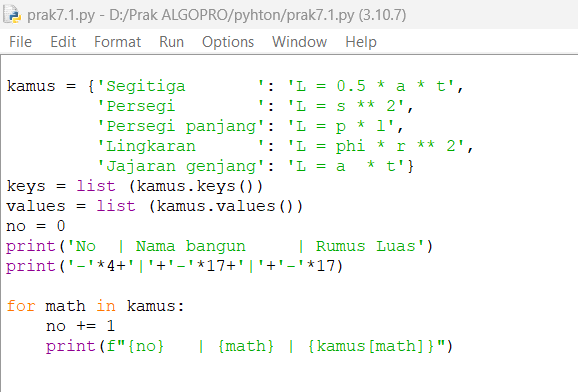 prak7.1.py - D:/Prak ALGOPRO/pyhton/prak7.1.py (3.10.7)
File Edit Format Run Options Window Help
kamus = {'Segitiga       ': 'L = 0.5 * a * t',
         'Persegi        ': 'L = s ** 2',
         'Persegi panjang': 'L = p * l',
         'Lingkaran      ': 'L = phi * r ** 2',
         'Jajaran genjang': 'L = a  * t'}
keys = list (kamus.keys())
values = list (kamus.values())
no = 0
print('No  | Nama bangun     | Rumus Luas')
print('-'*4+'|'+'-'*17+'|'+'-'*17)
for math in kamus:
    no += 1
    print(f"{no}   | {math} | {kamus[math]}")